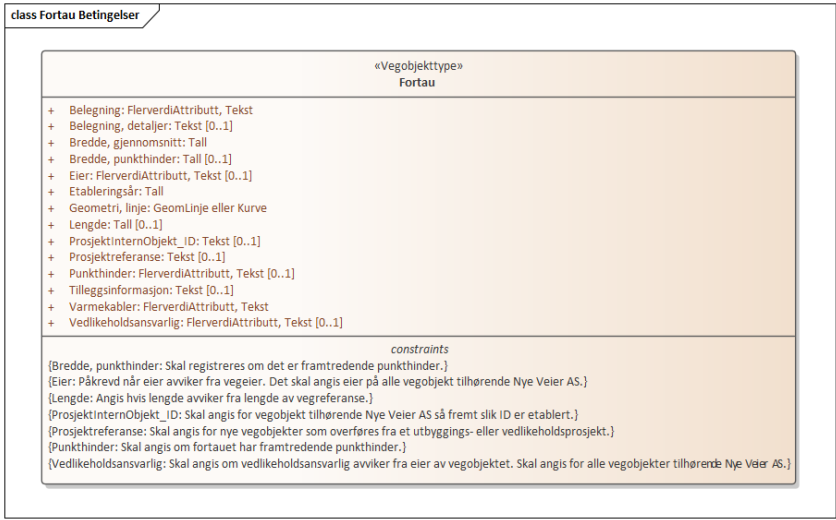 class Fortau Betingelser
«Vegobjekttype»
Fortau
+ Belegning: FlerverdiAttributt, Tekst
+ Belegning, detaljer: Tekst [0..1]
+ Bredde, gjennomsnitt: Tall
+ Bredde, punkthinder: Tall [0..1]
+ Eier: FlerverdiAttributt, Tekst [0..1]
+ Etableringsår: Tall
+ Geometri, linje: GeomLinje eller Kurve
+ Lengde: Tall [0..1]
+ ProsjektInternObjekt_ID: Tekst [0..1]
+ Prosjektreferanse: Tekst [0..1]
+ Punkthinder: FlerverdiAttributt, Tekst [0..1]
+ Tilleggsinformasjon: Tekst [0..1]
+ Varmekabler: FlerverdiAttributt, Tekst
+ Vedlikeholdsansvarlig: FlerverdiAttributt, Tekst [0..1]
constraints
{Bredde, punkthinder: Skal registreres om det er framtredende punkthinder.}
{Eier: Påkrevd når eier avviker fra vegeier. Det skal angis eier på alle vegobjekt tilhørende Nye Veier AS.}
{Lengde: Angis hvis lengde avviker fra lengde av vegreferanse.}
{ProsjektInternObjekt_ID: Skal angis for vegobjekt tilhørende Nye Veier AS så fremt slik ID er etablert.}
{Prosjektreferanse: Skal angis for nye vegobjekter som overføres fra et utbyggings- eller vedlikeholdsprosjekt.}
{Punkthinder: Skal angis om fortauet har framtredende punkthinder.}
{Vedlikeholdsansvarlig: Skal angis om vedlikeholdsansvarlig avviker fra eier av vegobjektet. Skal angis for alle vegobjekter tilhørende Nye Veier AS.}